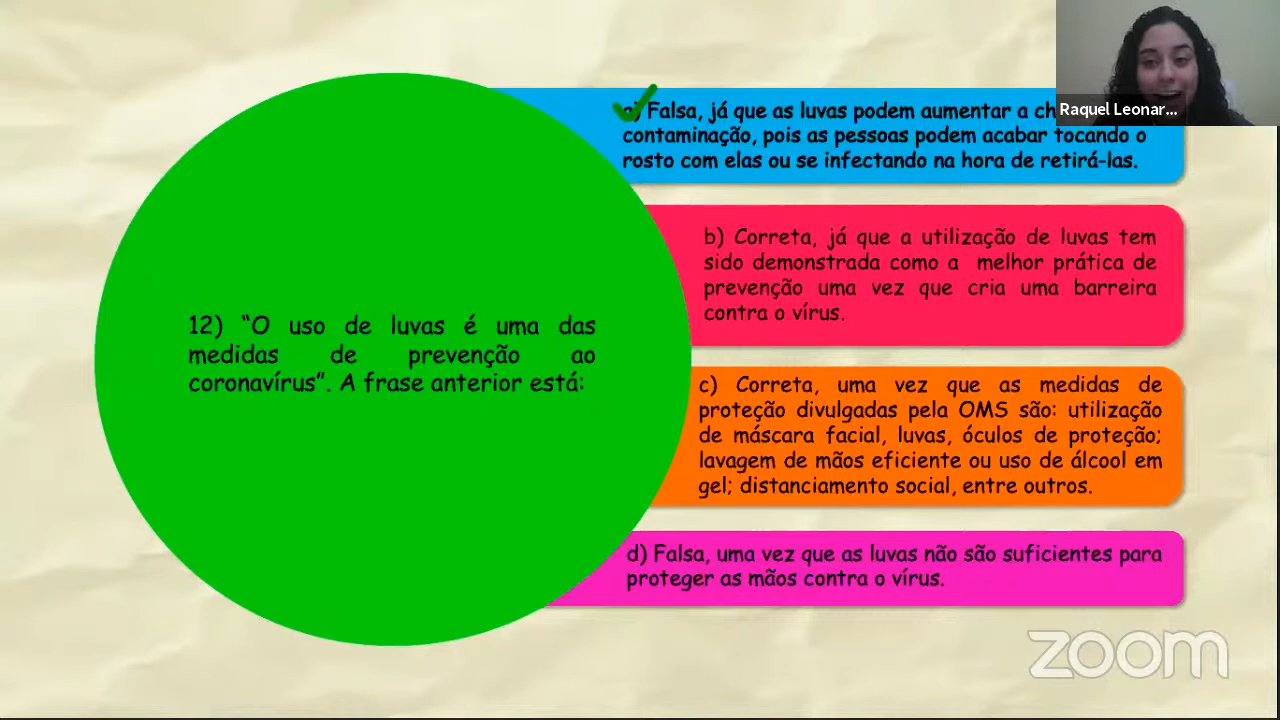 12) “O uso de luvas é uma das
medidas de prevenção ao
coronavírus”. A frase anterior está:
Falsa, já que as luvas podem aumentar a
contaminação, pois as pessoas podem acabar tocando o
rosto com elas ou se infectando na hora de retirá-las.
b) Correta, já que a utilização de luvas tem
sido demonstrada como a melhor prática de
prevenção uma vez que cria uma barreira
contra o vírus.
c) Correta, uma vez que as medidas de
proteção divulgadas pela OMS são: utilização
de máscara facial, luvas, óculos de proteção;
lavagem de mãos eficiente ou uso de álcool em
gel; distanciamento social, entre outros.
d) Falsa, uma vez que as luvas não são suficientes para
proteger as mãos contra o vírus.
Raquel Leonar...
zoom